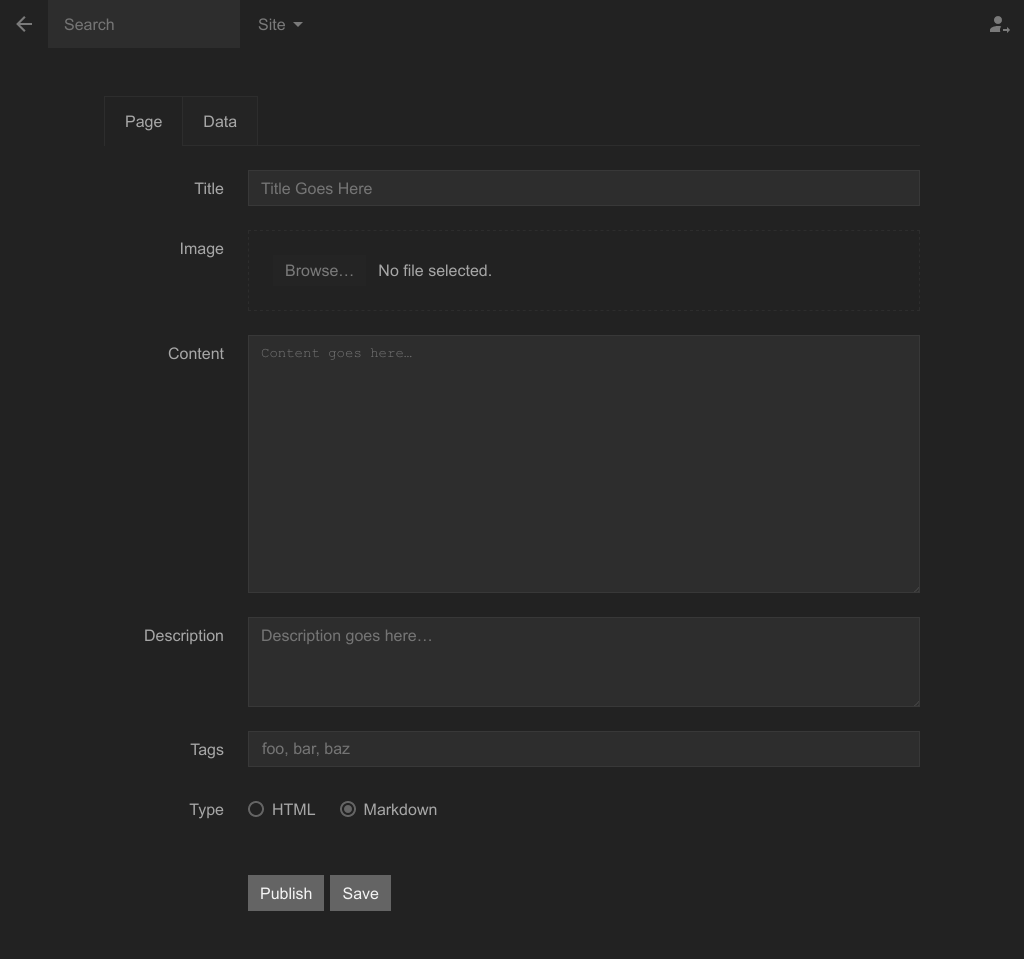 Search Site
Page Data
Title Title Goes Here
Image Browse… No file selected.
Content Content goes here…
Description Description goes here…
Tags foo, bar, baz
Type HTML Markdown
Publish Save